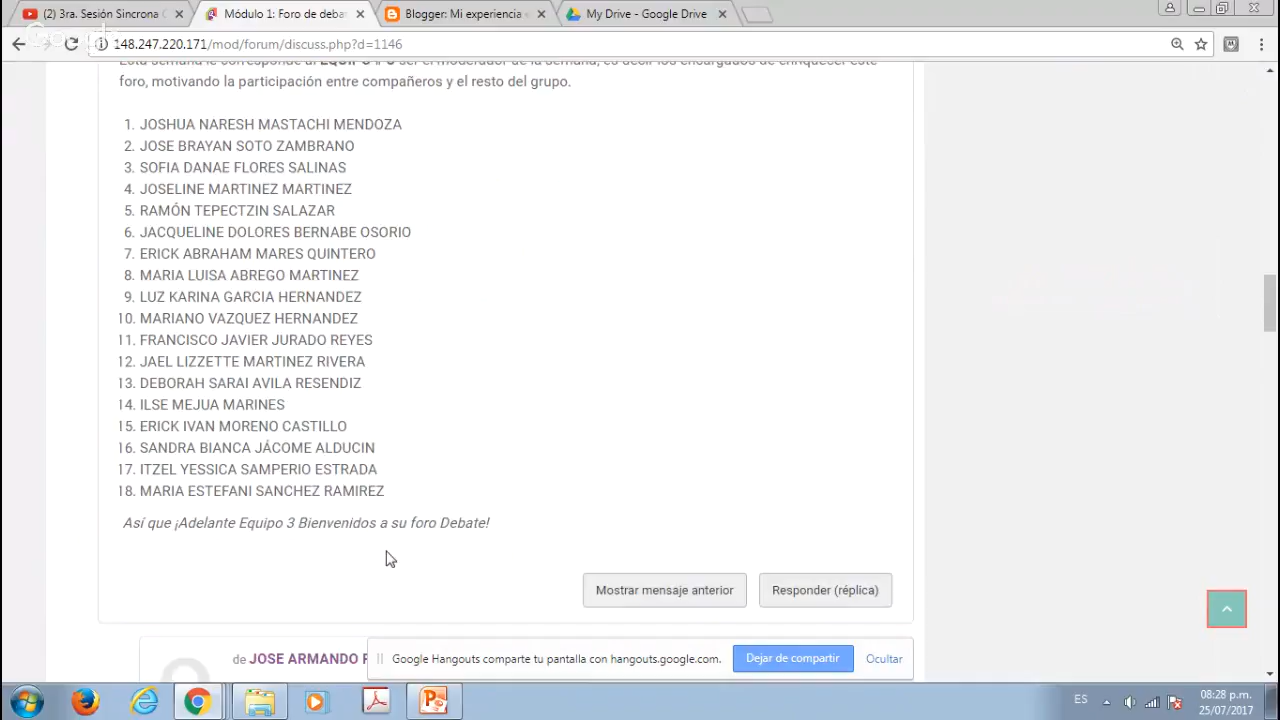 (2) 3ra. Sesión Sincrona
Módulo 1: Foro de deba
Blogger: Mi experiencia e
My Drive - Google Drive
148.247.220.171/mod/forum/discuss.php?d=1146
foro, motivando la participación entre compañeros y el resto del grupo.
1. JOSHUA NARESH MASTACHI MENDOZA
2. JOSE BRAYAN SOTO ZAMBRANO
3. SOFIA DANAE FLORES SALINAS
4. JOSELINE MARTINEZ MARTINEZ
5. RAMÓN TEPECTZIN SALAZAR
6. JACQUELINE DOLORES BERNABE OSORIO
7. ERICK ABRAHAM MARES QUINTERO
8. MARIA LUISA ABREGO MARTINEZ
9. LUZ KARINA GARCIA HERNANDEZ
10. MARIANO VAZQUEZ HERNANDEZ
11. FRANCISCO JAVIER JURADO REYES
12. JAEL LIZZETTE MARTINEZ RIVERA
13. DEBORAH SARAI AVILA RESENDIZ
14. ILSE MEJUA MARINES
15. ERICK IVAN MORENO CASTILLO
16. SANDRA BIANCA JÁCOME ALDUCIN
17. ITZEL YESSICA SAMPERIO ESTRADA
18. MARIA ESTEFANI SANCHEZ RAMIREZ
Así que ¡Adelante Equipo 3 Bienvenidos a su foro Debate!
Mostrar mensaje anterior
Responder (réplica)
de JOSE ARMANDO
Google Hangouts comparte tu pantalla con hangouts.google.com.
Dejar de compartir
Ocultar
ES
08:28 p.m.
25/07/2017